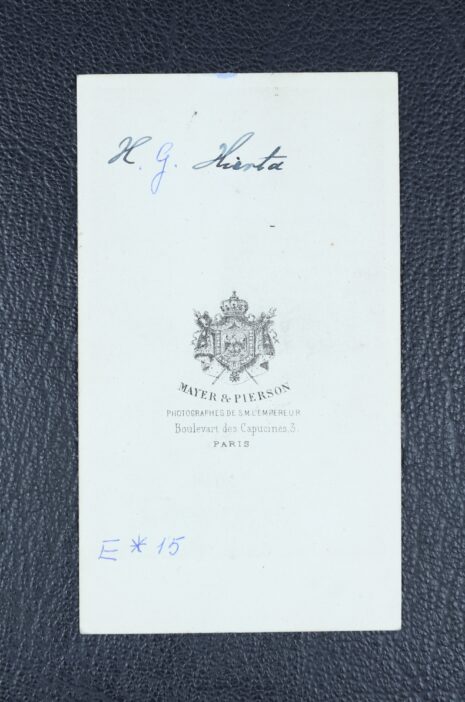 H. G. Hierta
MAYER & PIERSON
PHOTOGRAPHES DE S.M. L'EMPEREUR
Boulevart des Capucines, 3.
PARIS
E * 15